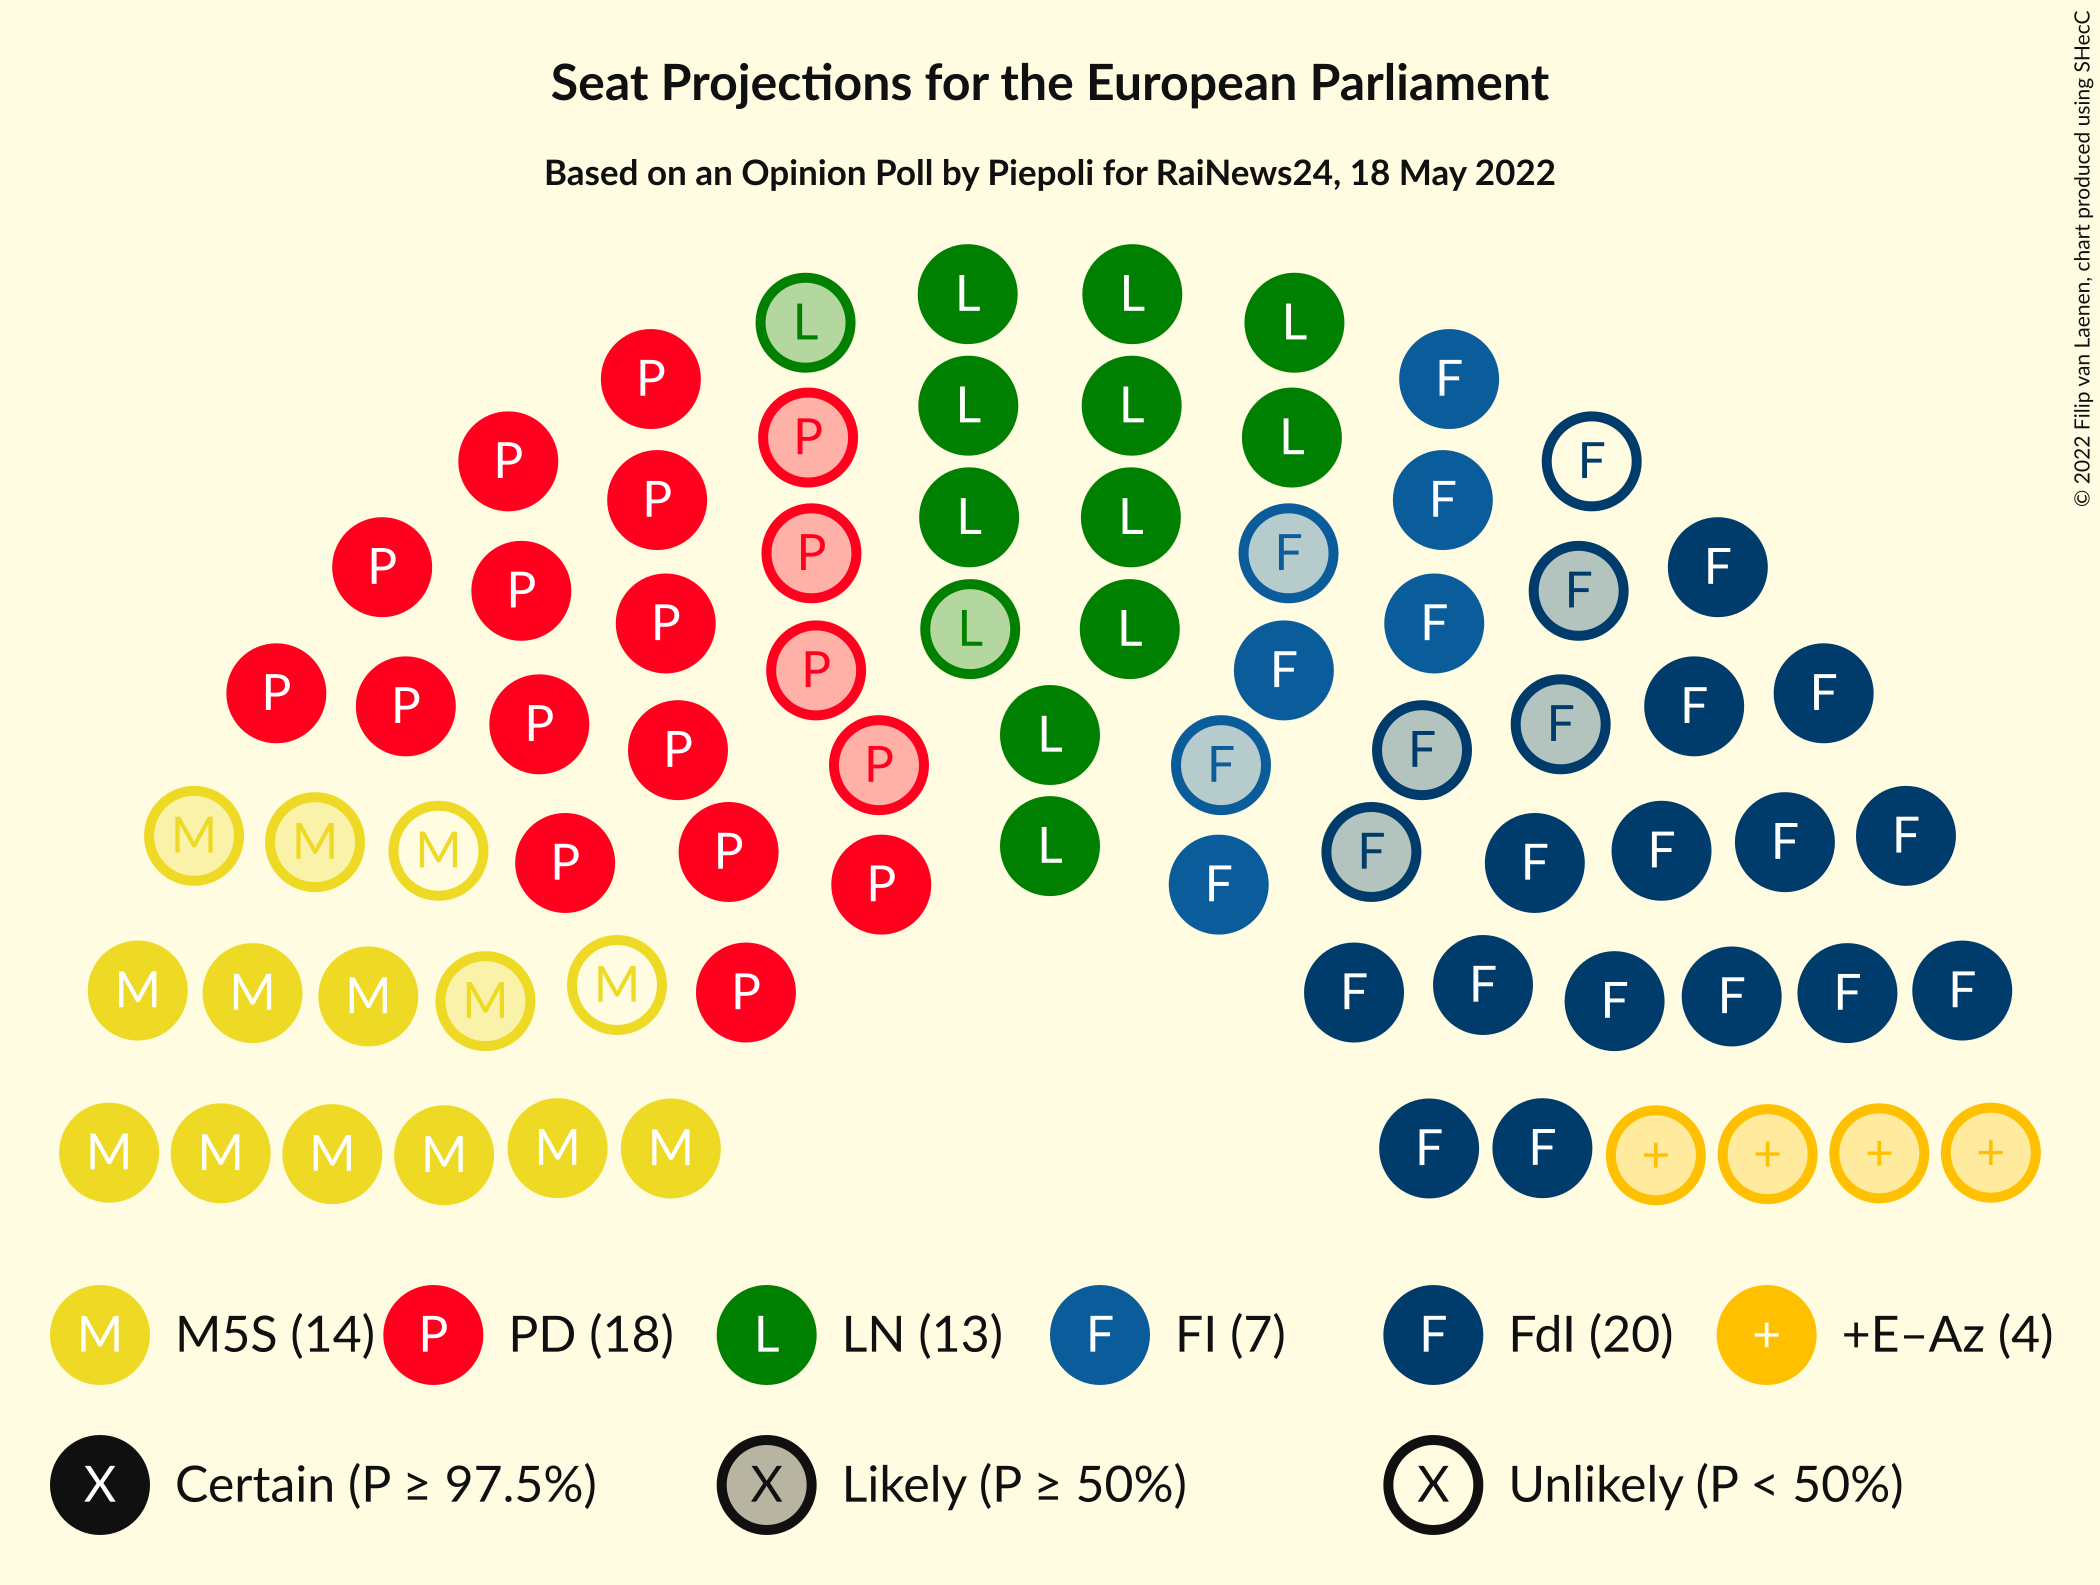 Seat Projections for the European Parliament
Based on an Opinion Poll by Piepoli for RaiNews24, 18 May 2022
© 2022 Filip van Laenen, chart produced using SHecC
L L
L L
P F
L L
P L
P F
P P F
L L
P F F
P F
P P F
L L
P F
P F F F
P P F F
L
P F
P F
M F
M F
L
M P F F F
P F
P F
M F
M M F F
M P P F F
M M F F
M M F F + +
M M F F + +
M M
M M5S (14) P PD (18) L LN (13) F FI (7) F FdI (20) + +E–Az (4)
X Certain (P ≥ 97.5%) X Likely (P ≥ 50%) X Unlikely (P < 50%)